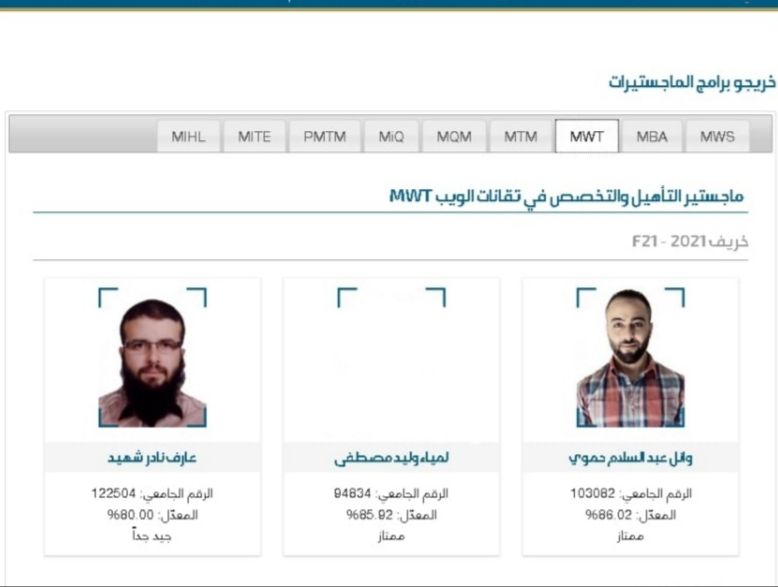 خريجو برامج الماجستيرات
MWS MBA MWT MTM MQM MiQ PMTM MITE MIHL
ماجستير التأهيل والتخصص في تقانات الويب MWT
خريف 2021 - F21
وائل عبد السلام حموي
الرقم الجامعي: 103082
المعدّل: 86.02%
ممتاز
لمياء وليد مصطفى
الرقم الجامعي: 94834
المعدّل: 85.92%
ممتاز
عارف نادر شهيد
الرقم الجامعي: 122504
المعدّل: 80.00%
جيد جداً